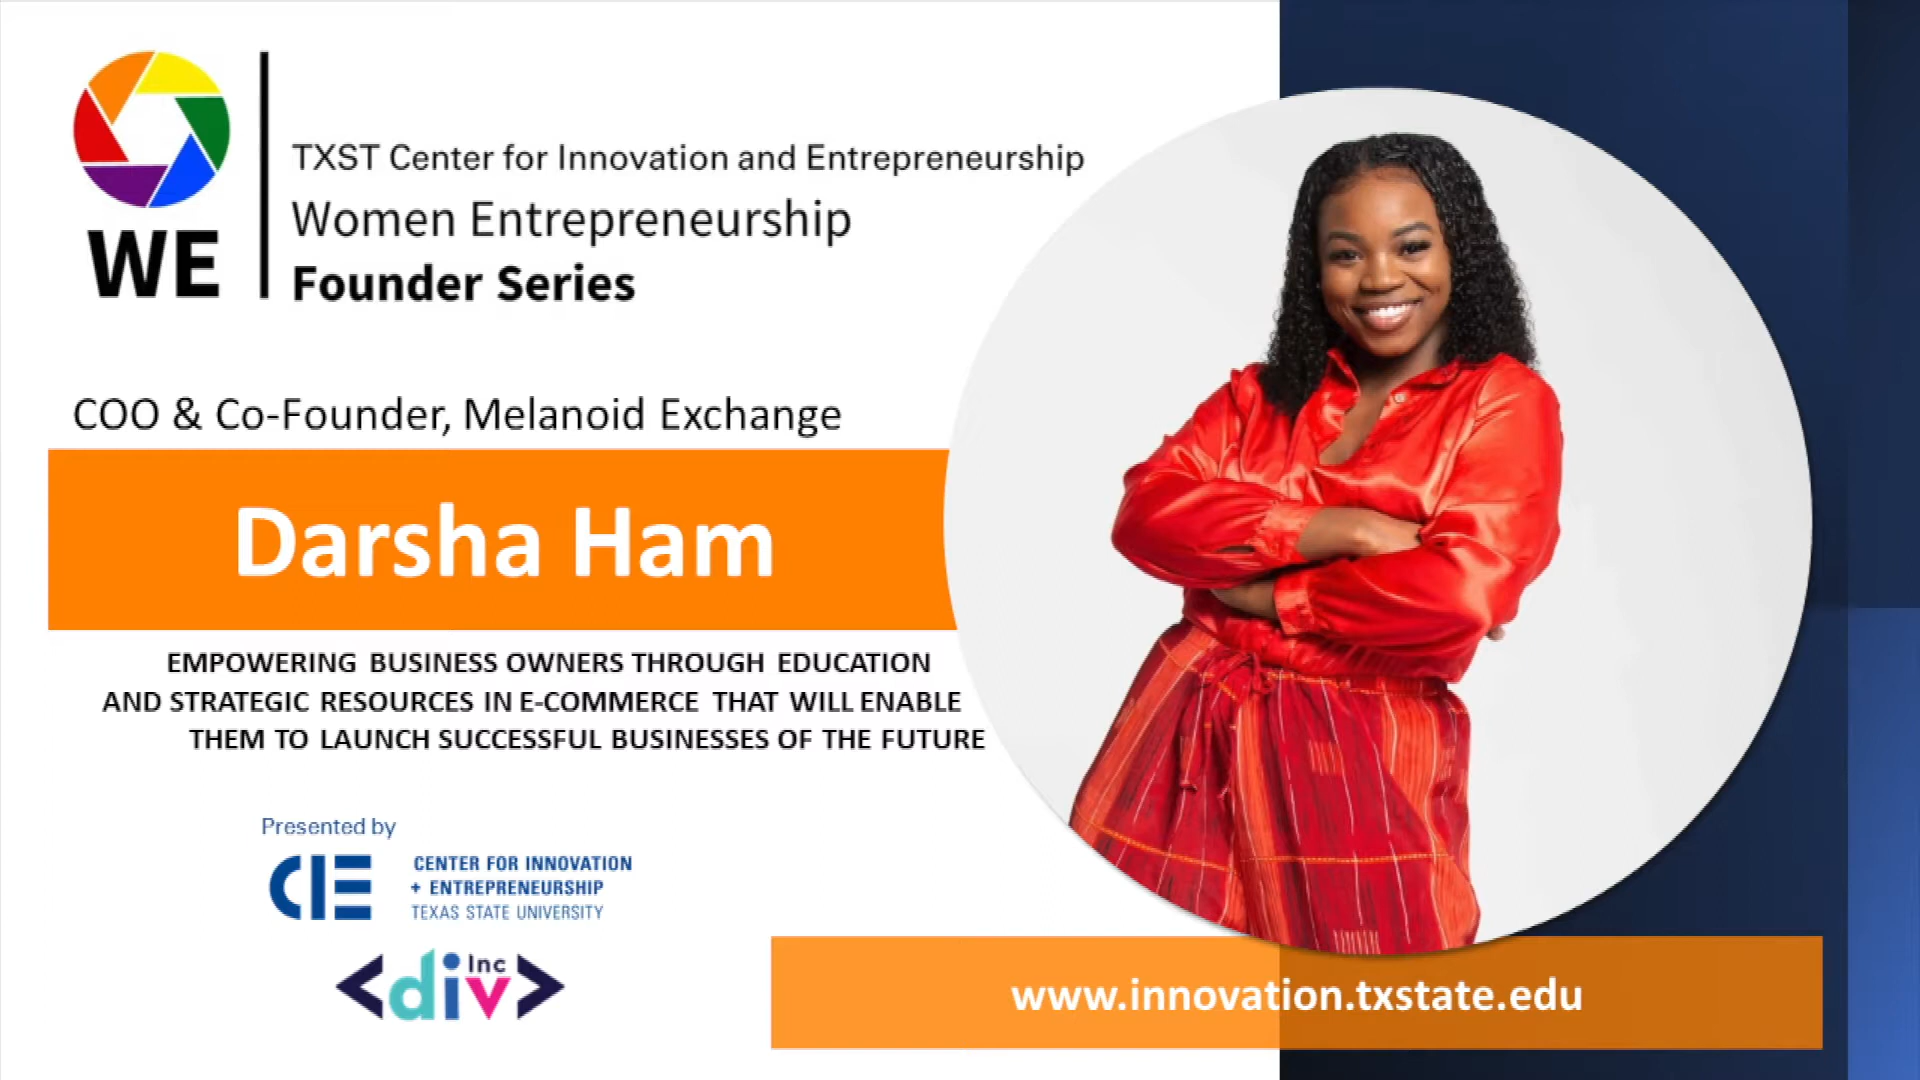 WE
TXST Center for Innovation and Entrepreneurship
Women Entrepreneurship
Founder Series
COO & Co-Founder, Melanoid Exchange
Darsha Ham
EMPOWERING BUSINESS OWNERS THROUGH EDUCATION
AND STRATEGIC RESOURCES IN E-COMMERCE THAT WILL ENABLE
THEM TO LAUNCH SUCCESSFUL BUSINESSES OF THE FUTURE
Presented by
CIE
CENTER FOR INNOVATION
+ ENTREPRENEURSHIP
TEXAS STATE UNIVERSITY
<div> Inc
www.innovation.txstate.edu